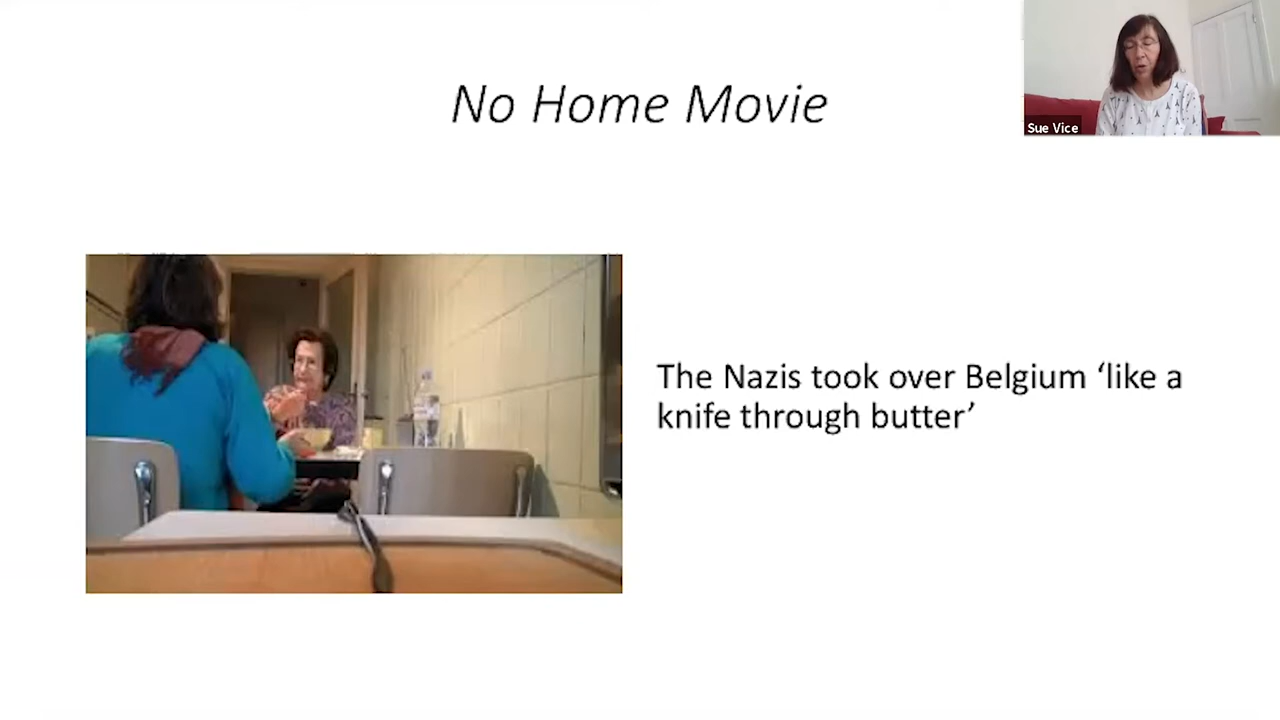 No Home Movie
Sue Vice
The Nazis took over Belgium ‘like a
knife through butter’